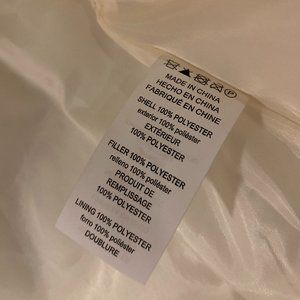 MADE IN CHINA
HECHO EN CHINA
FABRIQUÉ EN CHINE
SHELL 100% POLYESTER
exterior 100% poliéster
EXTÉRIEUR
100% POLYESTER
FILLER 100% POLYESTER
relleno 100% poliéster
PRODUIT DE
REMPLISSAGE
100% POLYESTER
LINING 100% POLYESTER
forro 100% poliéster
DOUBLURE